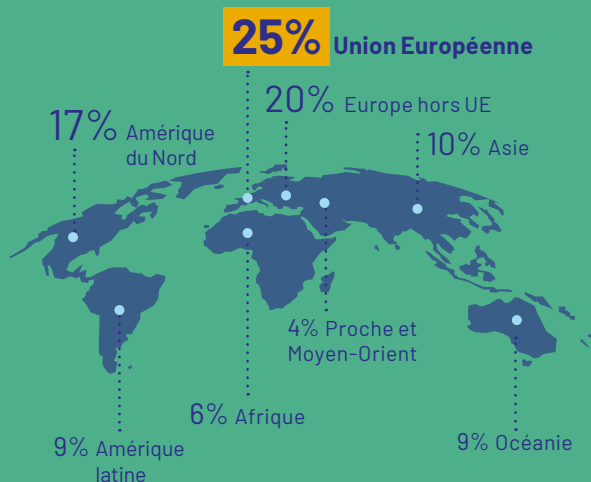 25% Union Européenne
20% Europe hors UE
17% Amérique
du Nord
10% Asie
4% Proche et
Moyen-Orient
6% Afrique
9% Amérique
latine
9% Océanie